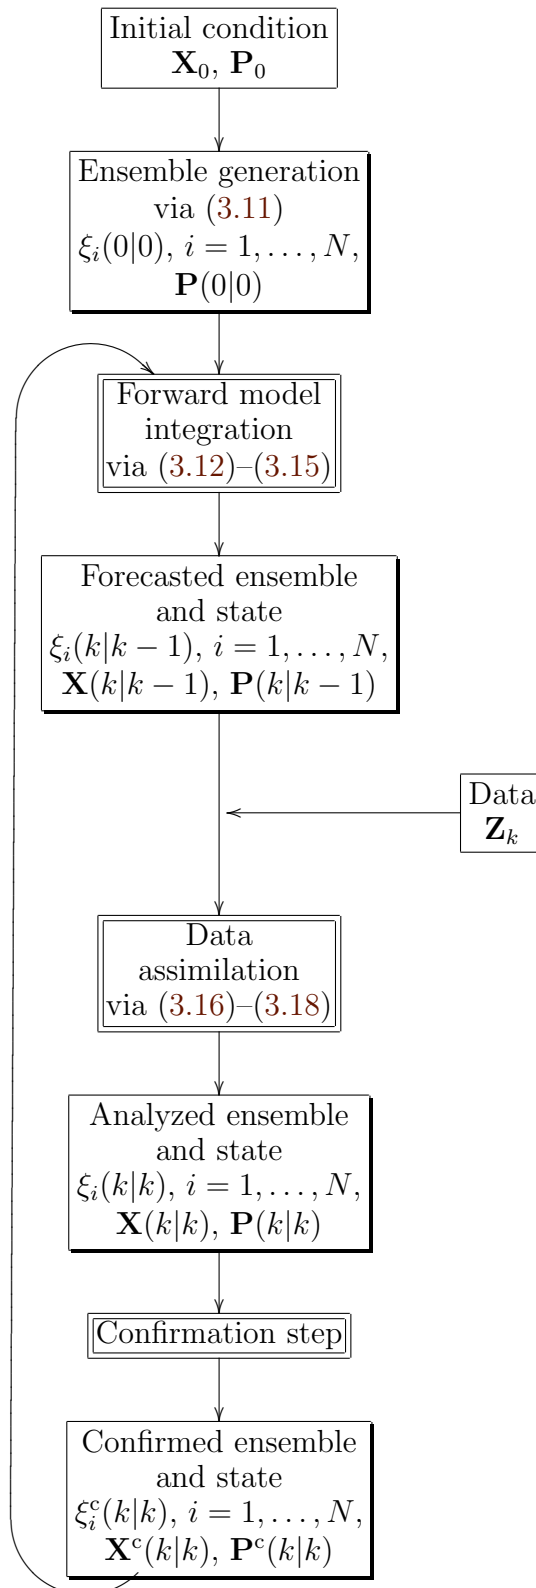 Initial condition
X₀, P₀
Ensemble generation
via (3.11)
ξᵢ(0|0), i = 1, . . . , N,
P(0|0)
Forward model
integration
via (3.12)–(3.15)
Forecasted ensemble
and state
ξᵢ(k|k − 1), i = 1, . . . , N,
X(k|k − 1), P(k|k − 1)
Data
Zₖ
Data
assimilation
via (3.16)–(3.18)
Analyzed ensemble
and state
ξᵢ(k|k), i = 1, . . . , N,
X(k|k), P(k|k)
Confirmation step
Confirmed ensemble
and state
ξᵢᶜ(k|k), i = 1, . . . , N,
Xᶜ(k|k), Pᶜ(k|k)